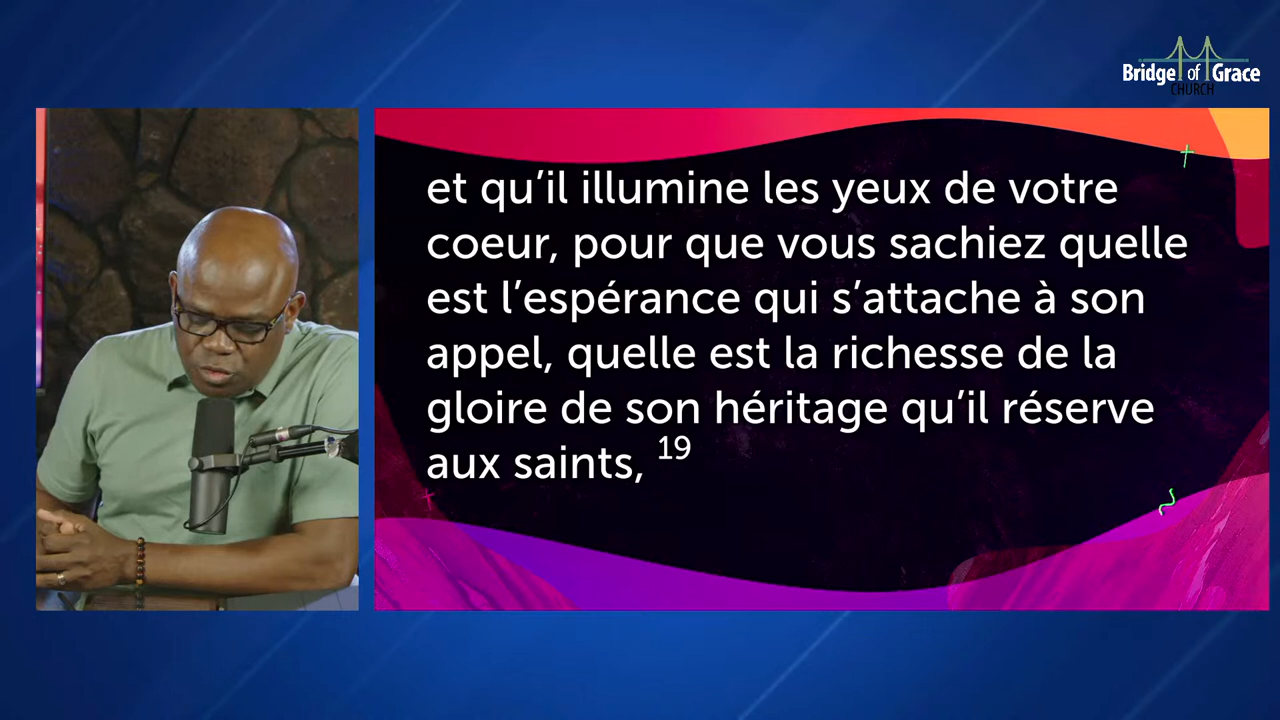 Bridge of Grace
CHURCH
et qu’il illumine les yeux de votre
coeur, pour que vous sachiez quelle
est l’espérance qui s’attache à son
appel, quelle est la richesse de la
gloire de son héritage qu’il réserve
aux saints, 19